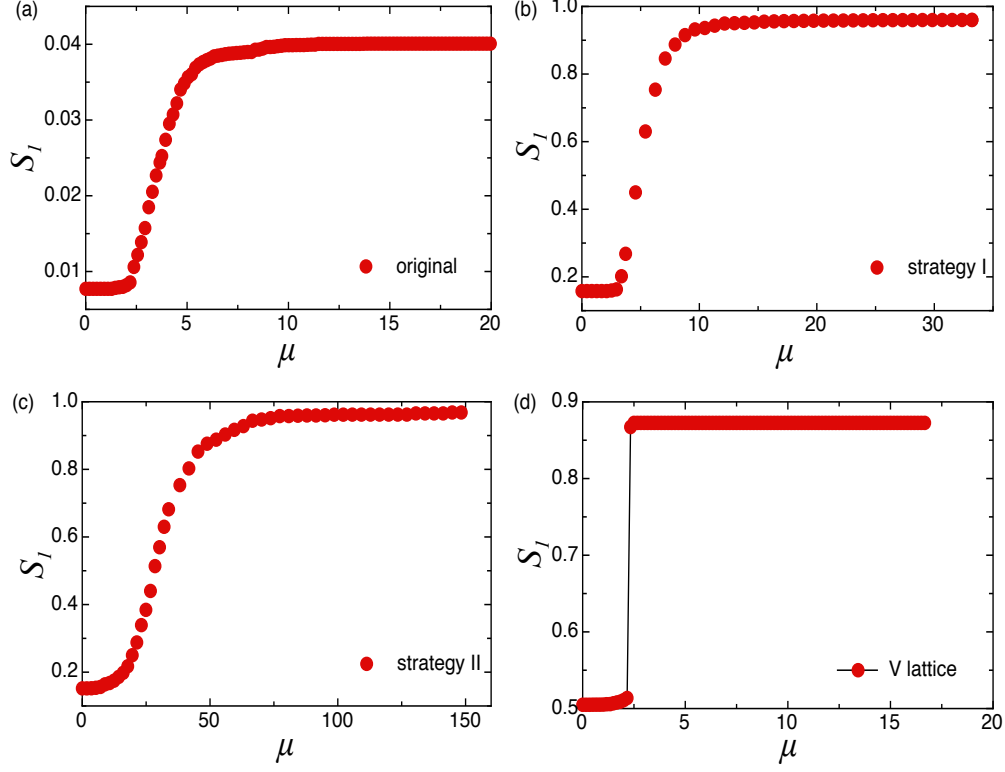 (a)
0.04
0.03
0.02
0.01
S1
0
5
10
15
20
μ
original
(b)
1.0
0.8
0.6
0.4
0.2
S1
0
10
20
30
μ
strategy I
(c)
1.0
0.8
0.6
0.4
0.2
S1
0
50
100
150
μ
strategy II
(d)
0.9
0.8
0.7
0.6
0.5
S1
0
5
10
15
20
μ
V lattice